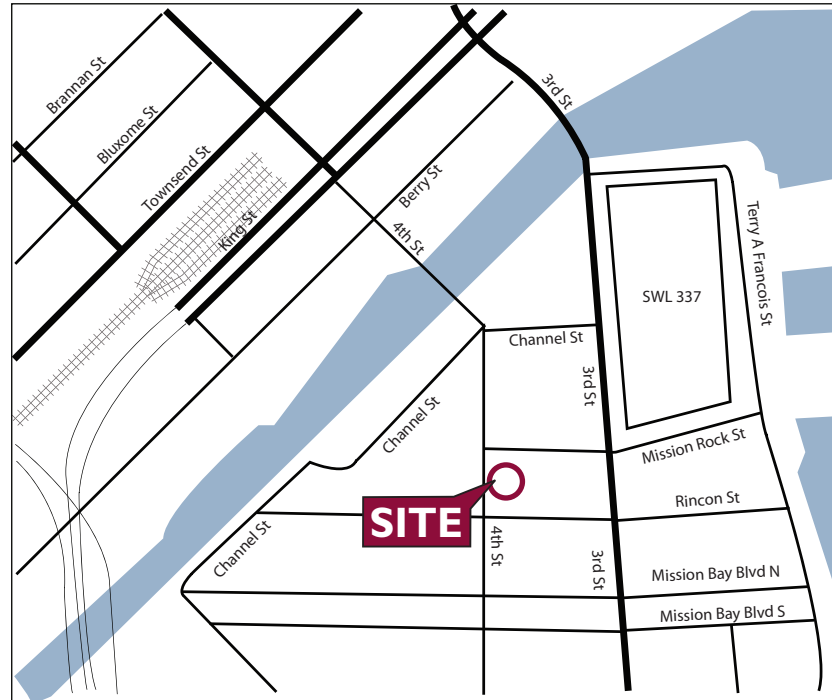 Brannan St
Bluxome St
Townsend St
King St
Berry St
4th St
3rd St
Terry A Francois St
SWL 337
Channel St
3rd St
Channel St
Mission Rock St
SITE
Rincon St
4th St
3rd St
Channel St
Mission Bay Blvd N
Mission Bay Blvd S